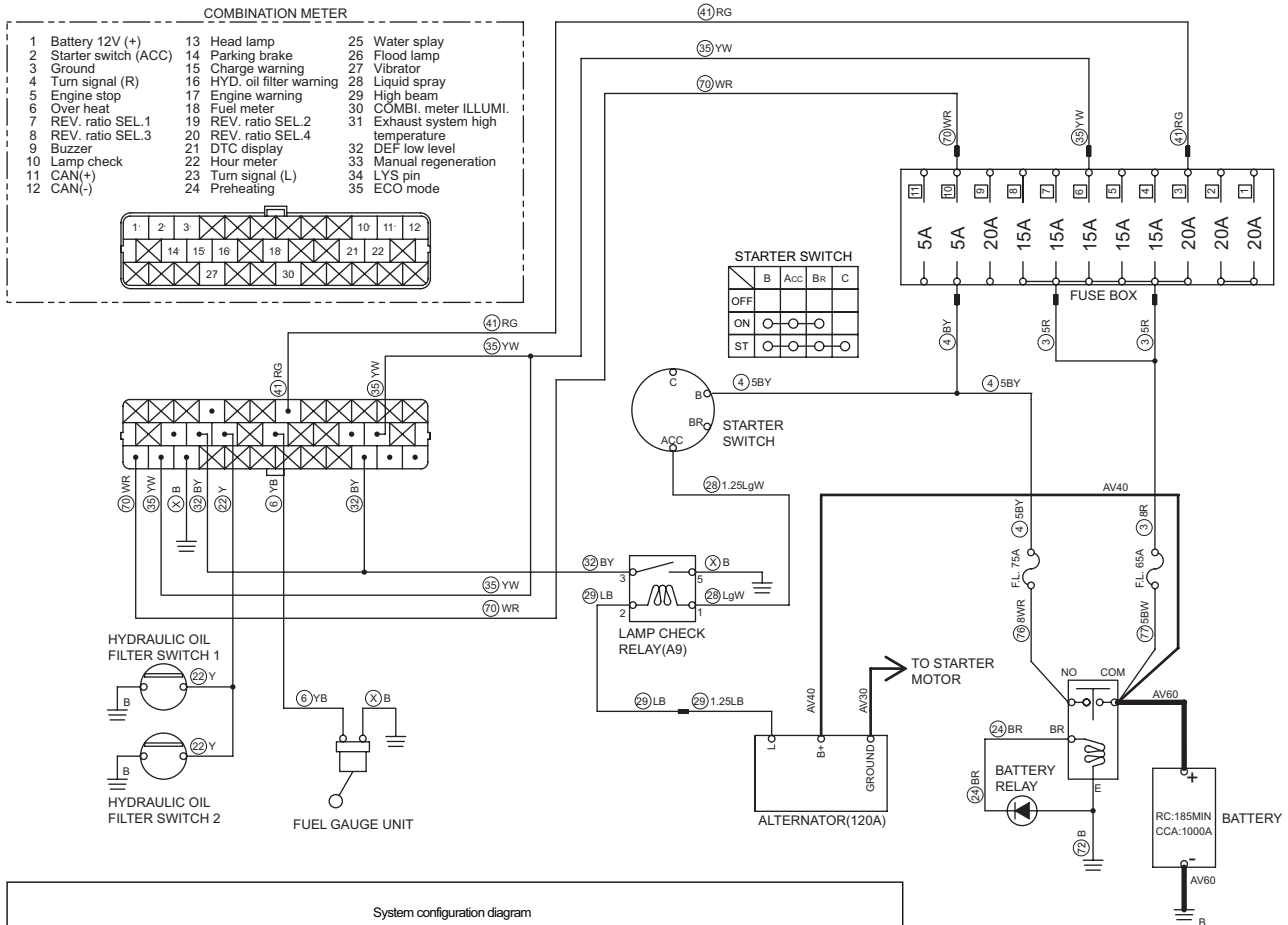 COMBINATION METER
1 Battery 12V (+)
2 Starter switch (ACC)
3 Ground
4 Turn signal (R)
5 Engine stop
6 Over heat
7 REV. ratio SEL.1
8 REV. ratio SEL.3
9 Buzzer
10 Lamp check
11 CAN(+)
12 CAN(-)
13 Head lamp
14 Parking brake
15 Charge warning
16 HYD. oil filter warning
17 Engine warning
18 Fuel meter
19 REV. ratio SEL.2
20 REV. ratio SEL.4
21 DTC display
22 Hour meter
23 Turn signal (L)
24 Preheating
25 Water splay
26 Flood lamp
27 Vibrator
28 Liquid spray
29 High beam
30 COMBI. meter ILLUMI.
31 Exhaust system high
temperature
32 DEF low level
33 Manual regeneration
34 LYS pin
35 ECO mode
1 2 3 10 11 12
14 15 16 18 21 22
27 30
41 RG
35 YW
70 WR
70 WR
35 YW
41 RG
11 10 9 8 7 6 5 4 3 2 1
5A 5A 20A 15A 15A 15A 15A 15A 20A 20A 20A
FUSE BOX
STARTER SWITCH
B ACC BR C
OFF
ON
ST
4 BY
3 5R
3 5R
41 RG
35 YW
41 RG
35 YW
C
B
BR
ACC
STARTER
SWITCH
4 5BY
4 5BY
28 1.25LgW
AV40
4 5BY
3 8R
F.L. 75A
F.L. 65A
76 8WR
77 5BW
70 WR
35 YW
X B
32 BY
22 Y
6 YB
32 BY
32 BY
X B
3
5
35 YW
29 LB
28 LgW
2
1
70 WR
LAMP CHECK
RELAY(A9)
HYDRAULIC OIL
FILTER SWITCH 1
22 Y
B
22 Y
B
HYDRAULIC OIL
FILTER SWITCH 2
6 YB
X B
FUEL GAUGE UNIT
29 LB
29 1.25LB
AV40
AV30
TO STARTER
MOTOR
L
B+
GROUND
ALTERNATOR(120A)
NO
COM
AV60
24 BR
BR
24 BR
BATTERY
RELAY
E
72 B
+
RC:185MIN
CCA:1000A
BATTERY
-
AV60
B
System configuration diagram